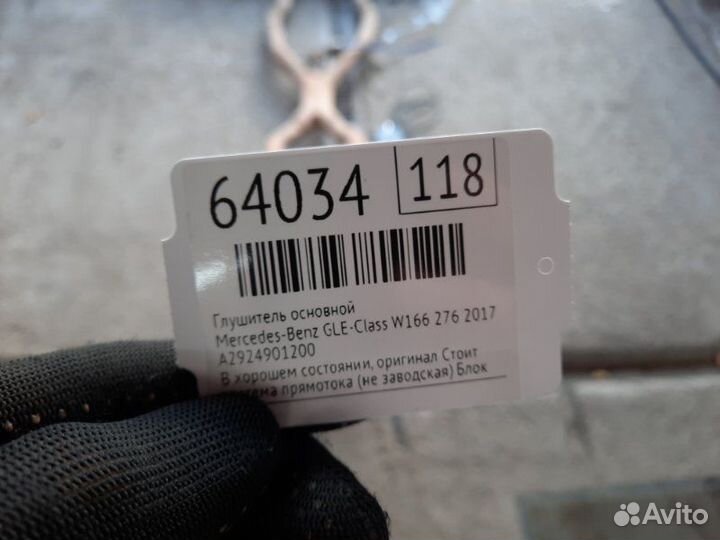 64034 118
Глушитель основной
Mercedes-Benz GLE-Class W166 276 2017
A2924901200
В хорошем состоянии, оригинал Стоит
прямотока (не заводская) Блок
Avito